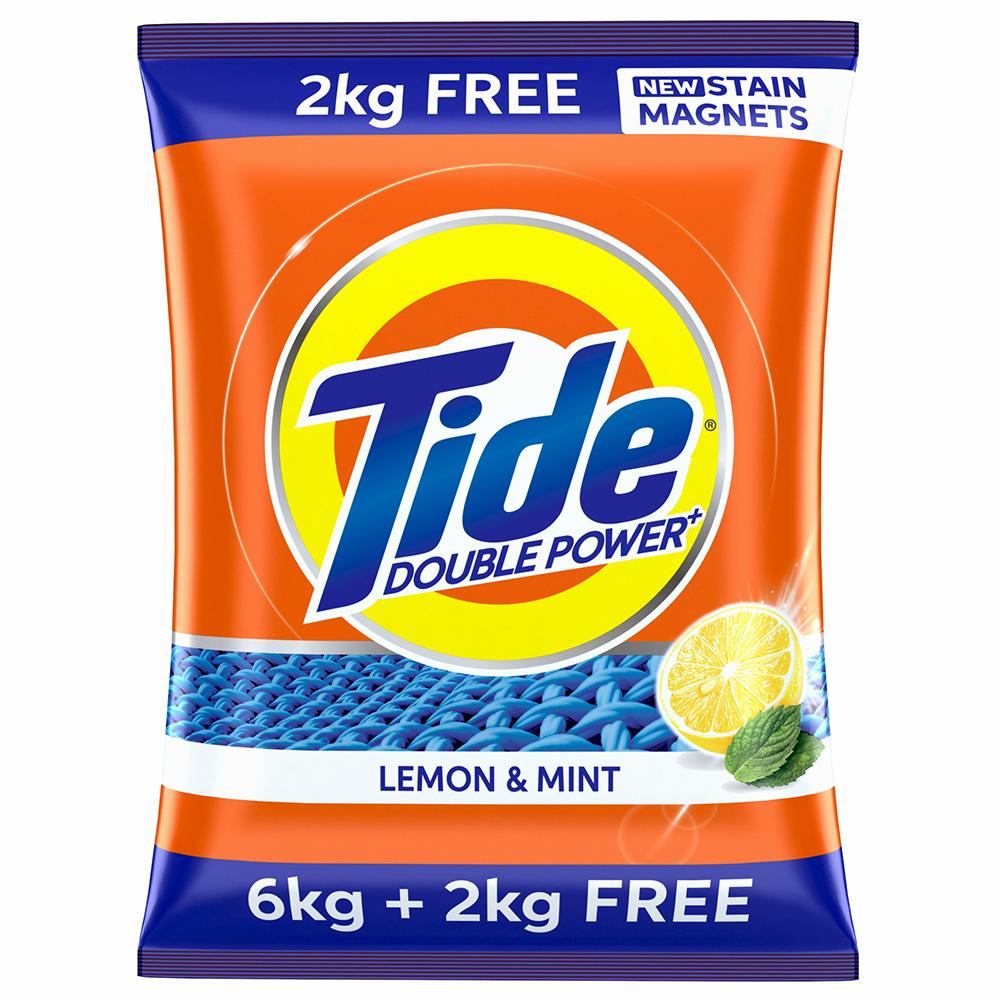 2kg FREE
NEW STAIN
MAGNETS
Tide®
DOUBLE POWER+
LEMON & MINT
6kg + 2kg FREE